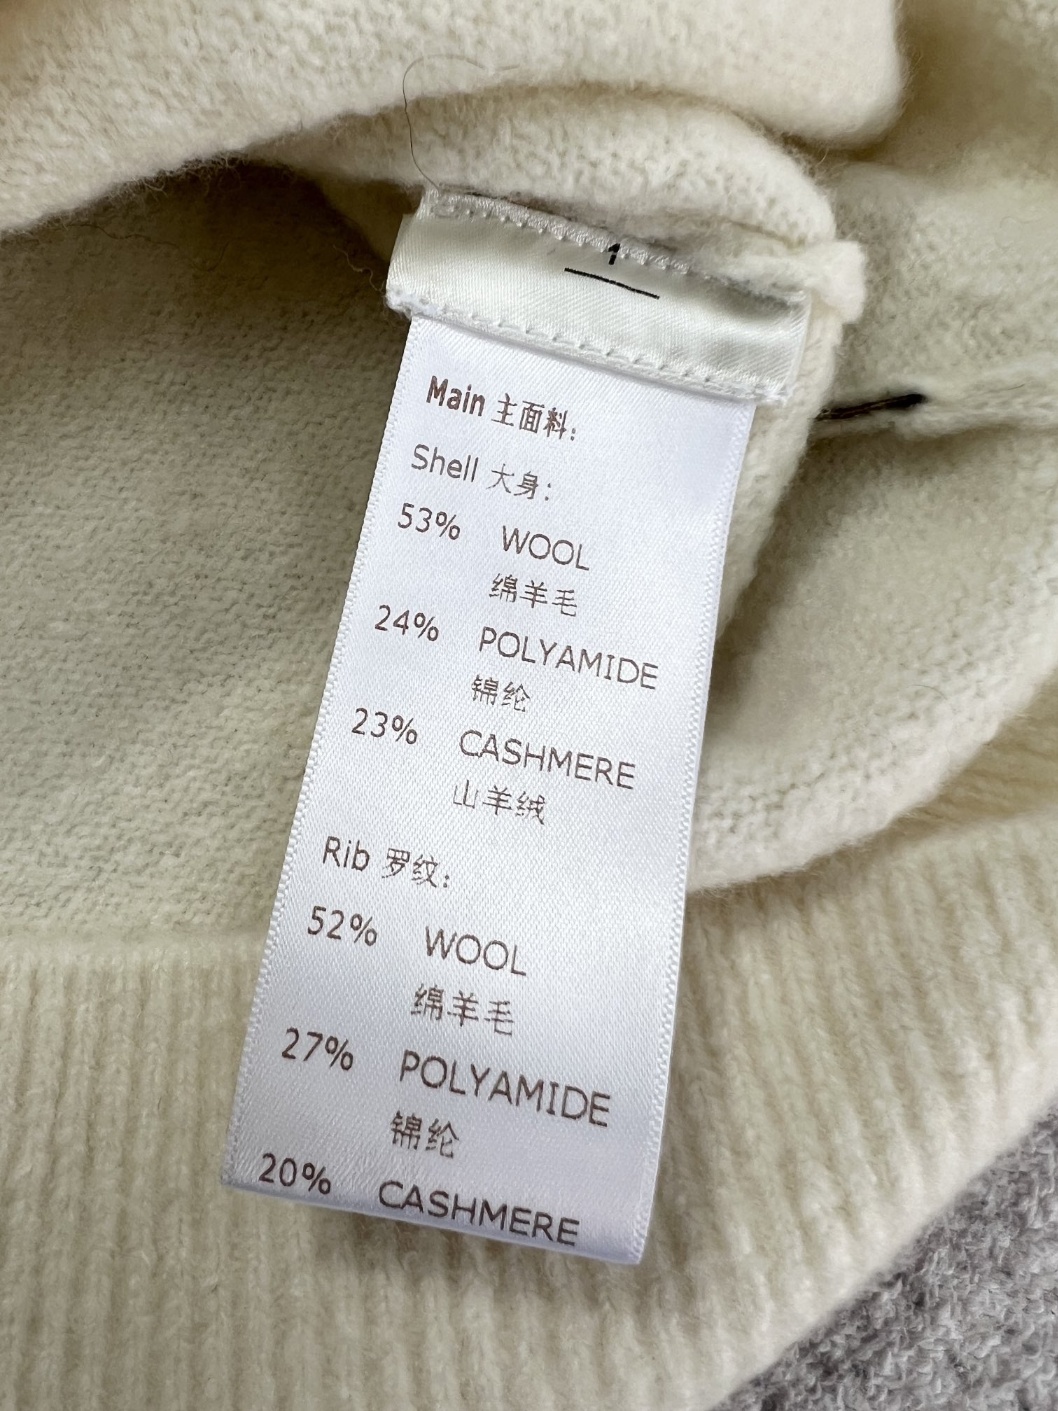 1
Main 主面料:
Shell 大身:
53% WOOL
绵羊毛
24% POLYAMIDE
锦纶
23% CASHMERE
山羊绒
Rib 罗纹:
52% WOOL
绵羊毛
27% POLYAMIDE
锦纶
20% CASHMERE